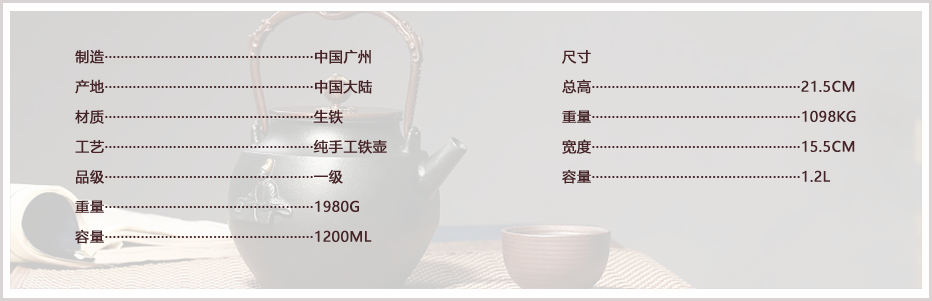 制造·····················································中国广州
产地·····················································中国大陆
材质·····················································生铁
工艺·····················································纯手工铁壶
品级·····················································一级
重量·····················································1980G
容量·····················································1200ML
尺寸
总高·····················································21.5CM
重量·····················································1098KG
宽度·····················································15.5CM
容量·····················································1.2L